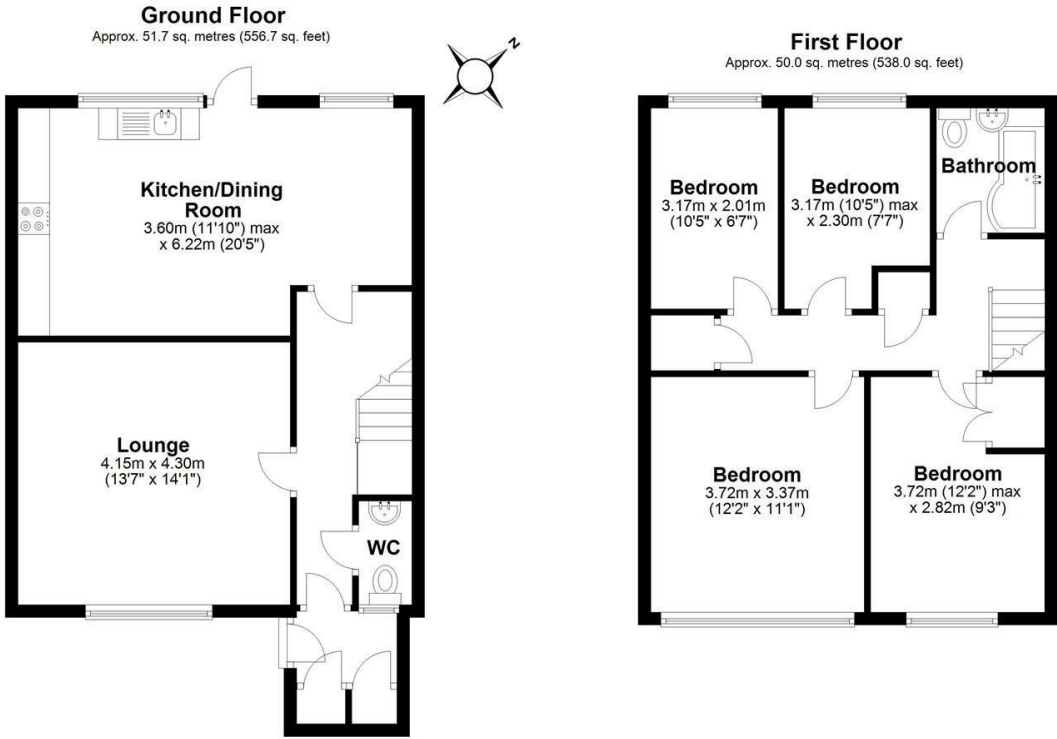 Ground Floor
Approx. 51.7 sq. metres (556.7 sq. feet)
N
Kitchen/Dining
Room
3.60m (11'10") max
x 6.22m (20'5")
Lounge
4.15m x 4.30m
(13'7" x 14'1")
WC
First Floor
Approx. 50.0 sq. metres (538.0 sq. feet)
Bedroom
3.17m x 2.01m
(10'5" x 6'7")
Bedroom
3.17m (10'5") max
x 2.30m (7'7")
Bathroom
Bedroom
3.72m x 3.37m
(12'2" x 11'1")
Bedroom
3.72m (12'2") max
x 2.82m (9'3")